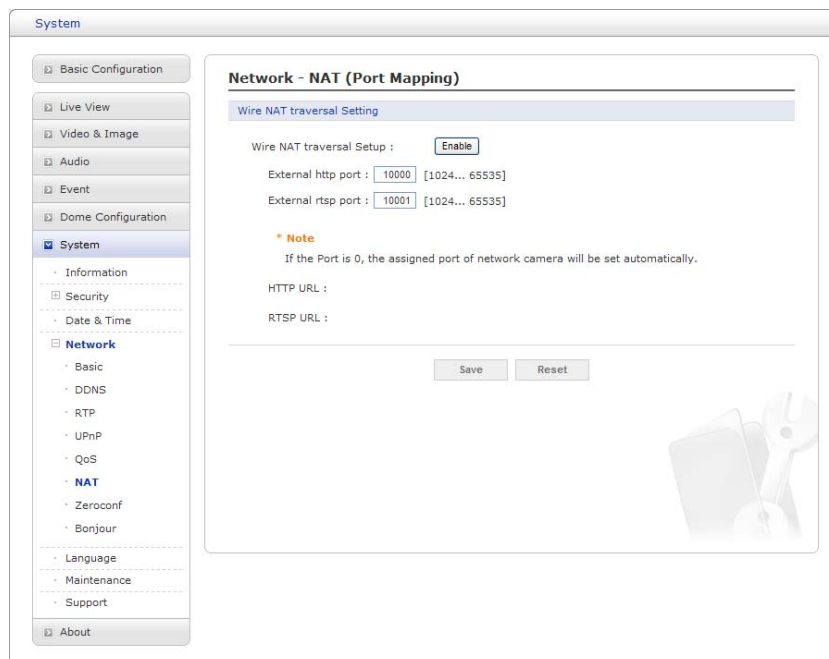 System
Basic Configuration
Live View
Video & Image
Audio
Event
Dome Configuration
System
Information
Security
Date & Time
Network
Basic
DDNS
RTP
UPnP
QoS
NAT
Zeroconf
Bonjour
Language
Maintenance
Support
About
Network - NAT (Port Mapping)
Wire NAT traversal Setting
Wire NAT traversal Setup : Enable
External http port : 10000 [1024... 65535]
External rtsp port : 10001 [1024... 65535]
* Note
If the Port is 0, the assigned port of network camera will be set automatically.
HTTP URL :
RTSP URL :
Save Reset